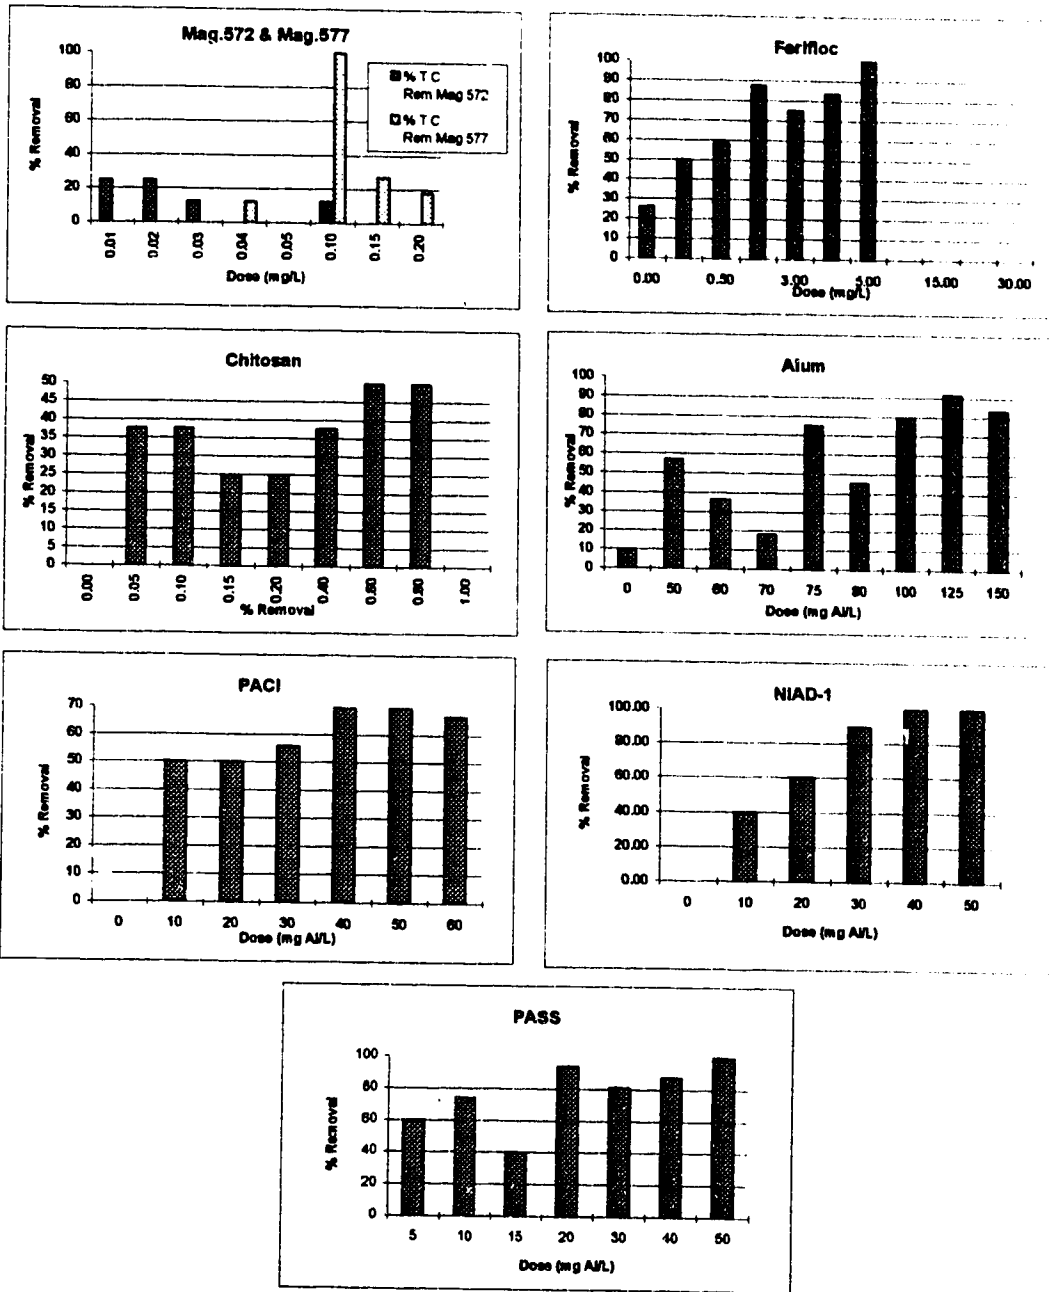 Mag.572 & Mag.577
% Removal
100
80
60
40
20
0
0.01 0.02 0.03 0.04 0.05 0.10 0.15 0.20
Dose (mg/L)
% T C
Rem Mag 572
% T C
Rem Mag 577
Ferifloc
% Removal
100
90
80
70
60
50
40
30
20
10
0
0.00 0.50 3.00 5.00 15.00 30.00
Dose (mg/L)
Chitosan
% Removal
50
45
40
35
30
25
20
15
10
5
0
0.00 0.05 0.10 0.15 0.20 0.40 0.60 0.80 1.00
% Removal
Alum
% Removal
100
90
80
70
60
50
40
30
20
10
0
0 50 60 70 75 80 100 125 150
Dose (mg Al/L)
PACl
% Removal
70
60
50
40
30
20
10
0
0 10 20 30 40 50 60
Dose (mg Al/L)
NIAD-1
% Removal
100.00
80.00
60.00
40.00
20.00
0.00
0 10 20 30 40 50
Dose (mg Al/L)
PASS
% Removal
100
80
60
40
20
0
5 10 15 20 30 40 50
Dose (mg Al/L)